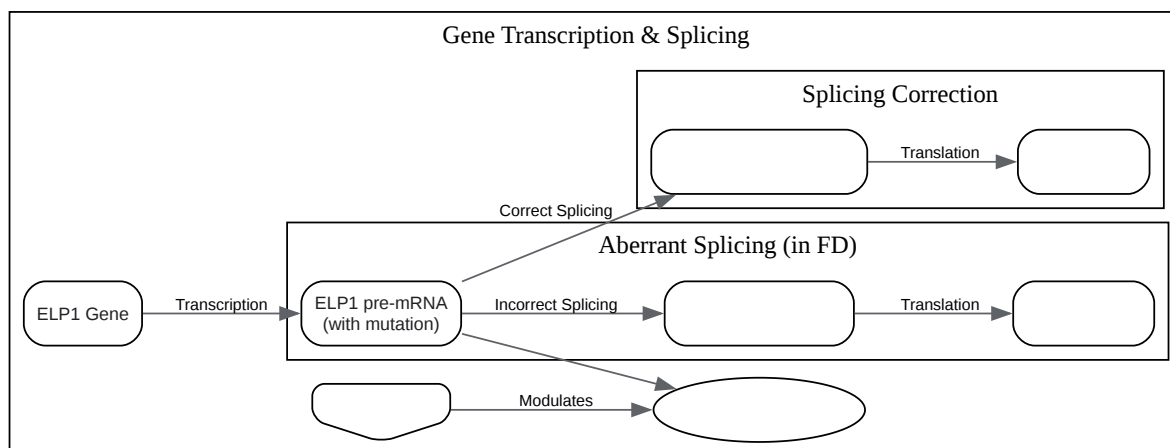 Gene Transcription & Splicing
Splicing Correction
Translation
Correct Splicing
Aberrant Splicing (in FD)
ELP1 Gene
Transcription
ELP1 pre-mRNA
(with mutation)
Incorrect Splicing
Translation
Modulates